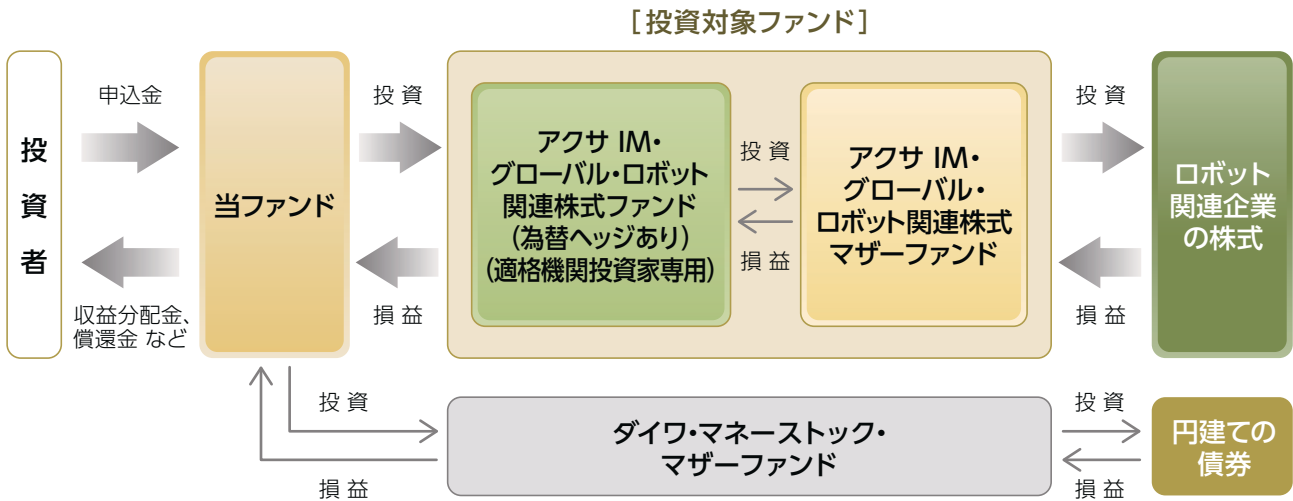 [投資対象ファンド]
投
資
者
申込金
収益分配金、
償還金 など
当ファンド
投 資
損 益
アクサ IM・
グローバル・ロボット
関連株式ファンド
(為替ヘッジあり)
(適格機関投資家専用)
投 資
損 益
アクサ IM・
グローバル・
ロボット関連株式
マザーファンド
投 資
損 益
ロボット
関連企業
の株式
投 資
損 益
ダイワ・マネーストック・
マザーファンド
投 資
損 益
円建ての
債券